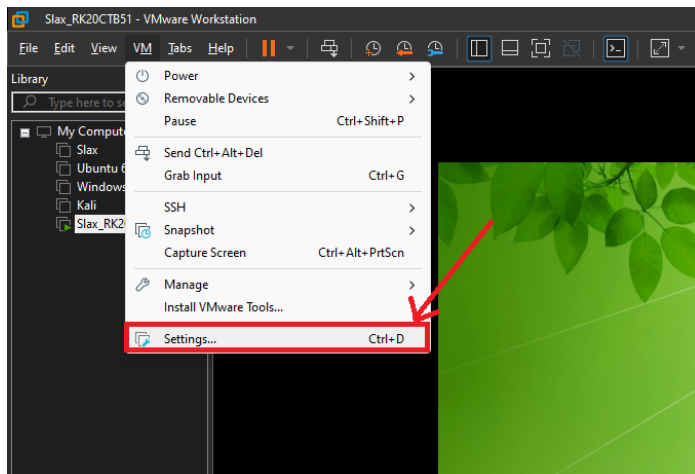 Slax_RK20CTB51 - VMware Workstation
File Edit View VM Tabs Help
Library
Type here to se
My Compute
Slax
Ubuntu 6
Windows
Kali
Slax_RK20
Power
Removable Devices
Pause Ctrl+Shift+P
Send Ctrl+Alt+Del
Grab Input Ctrl+G
SSH
Snapshot
Capture Screen Ctrl+Alt+PrtScn
Manage
Install VMware Tools...
Settings... Ctrl+D